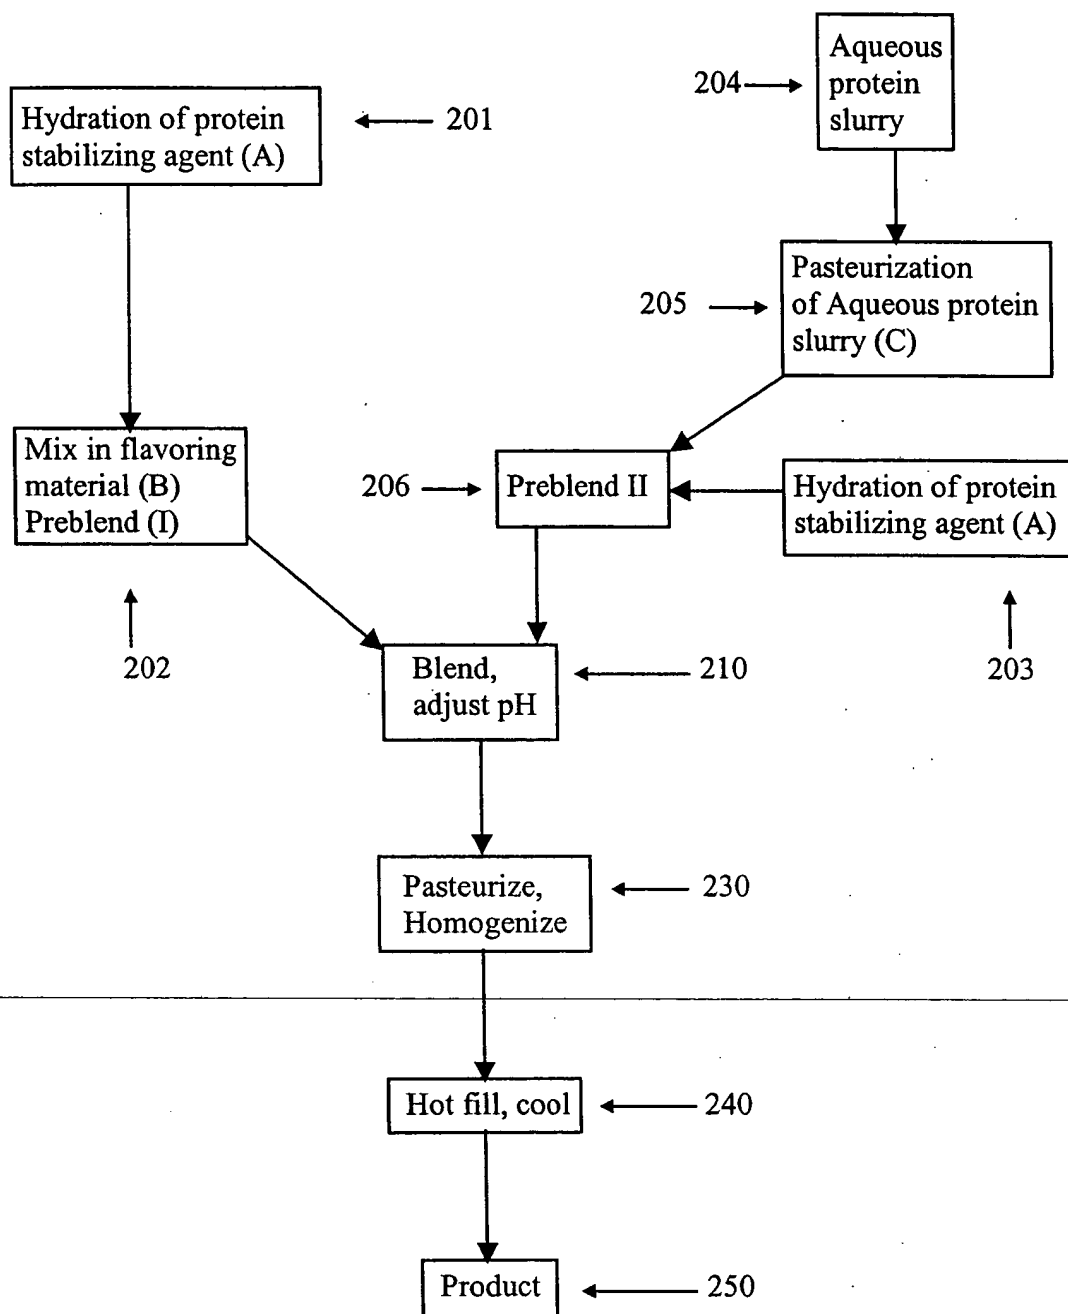 Aqueous
protein
slurry
204
Hydration of protein
stabilizing agent (A)
201
Pasteurization
of Aqueous protein
slurry (C)
205
Mix in flavoring
material (B)
Preblend (I)
206
Preblend II
Hydration of protein
stabilizing agent (A)
202
Blend,
adjust pH
210
203
Pasteurize,
Homogenize
230
Hot fill, cool
240
Product
250